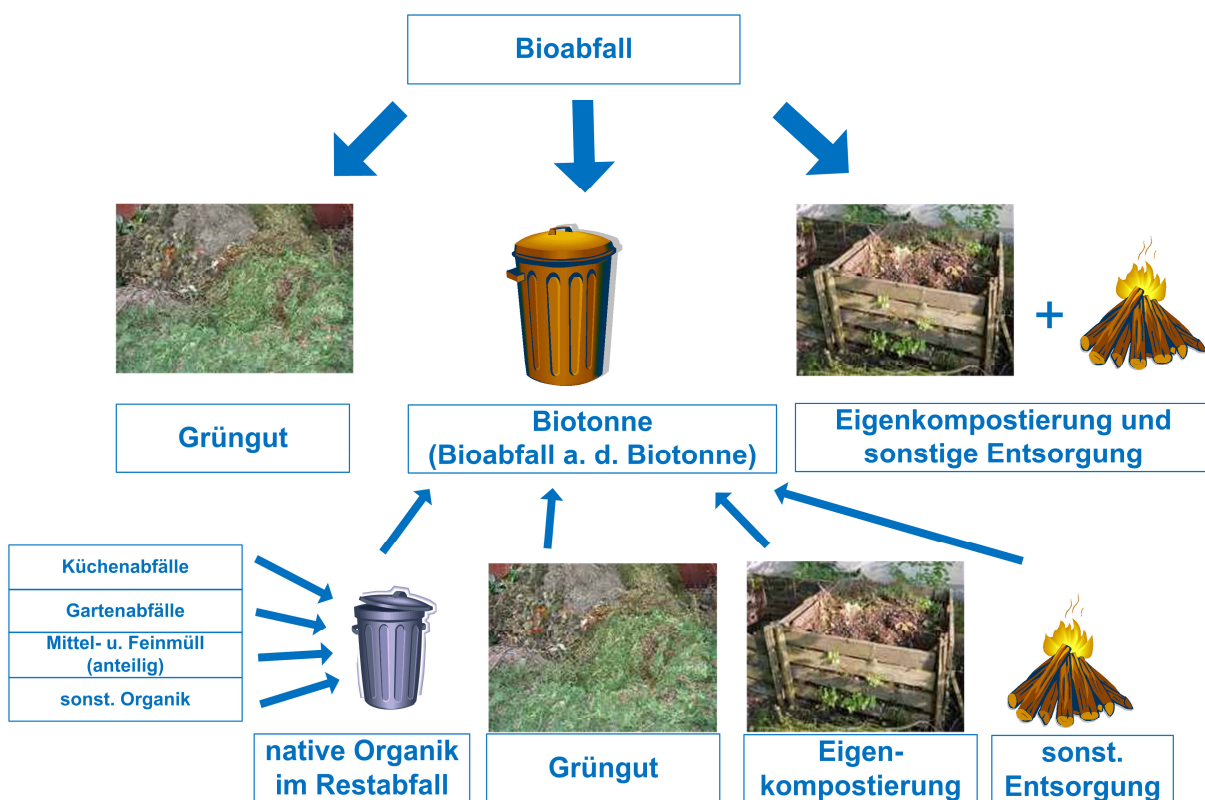 Bioabfall
+
Grüngut
Biotonne
(Bioabfall a. d. Biotonne)
Eigenkompostierung und
sonstige Entsorgung
Küchenabfälle
Gartenabfälle
Mittel- u. Feinmüll
(anteilig)
sonst. Organik
native Organik
im Restabfall
Grüngut
Eigen-
kompostierung
sonst.
Entsorgung